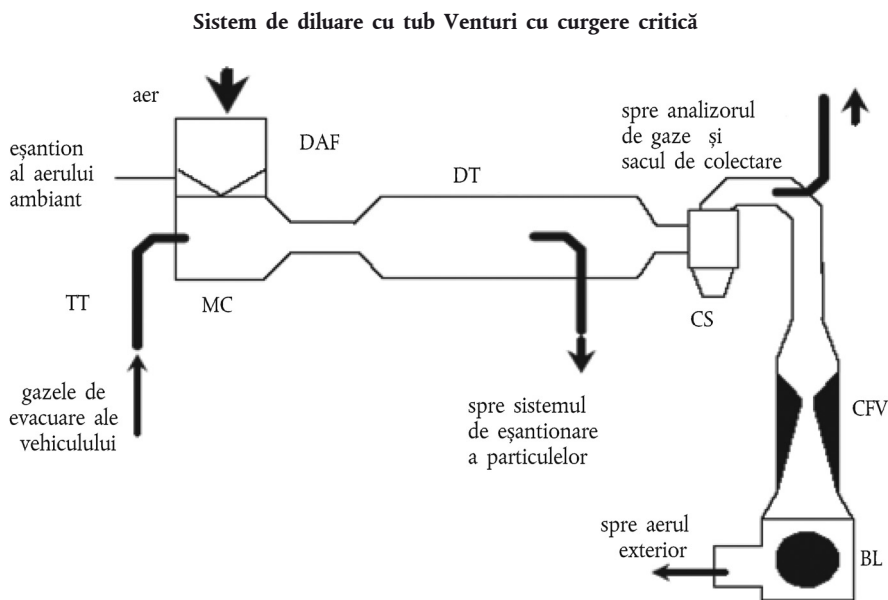 Sistem de diluare cu tub Venturi cu curgere critică
aer
DAF
eșantion
al aerului
ambiant
DT
spre analizorul
de gaze și
sacul de colectare
TT
MC
CS
gazele de
evacuare ale
vehiculului
spre sistemul
de eșantionare
a particulelor
CFV
spre aerul
exterior
BL